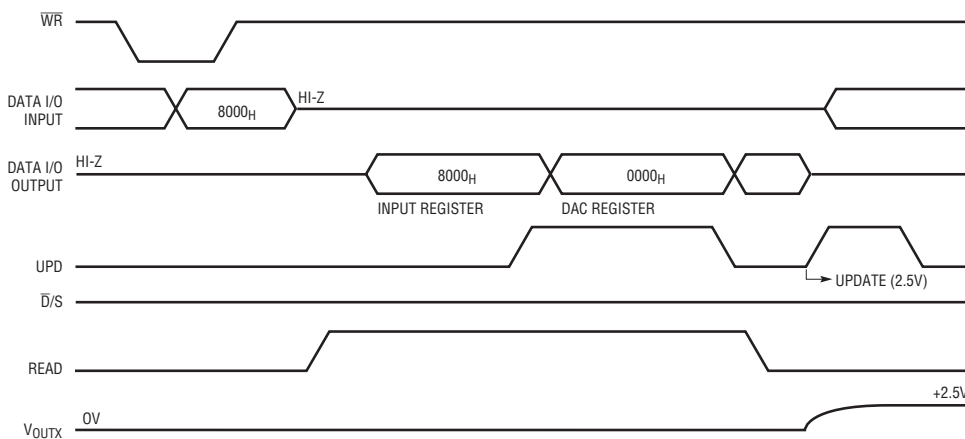 WR
DATA I/O
INPUT
8000H
HI-Z
DATA I/O
OUTPUT
HI-Z
8000H
0000H
INPUT REGISTER
DAC REGISTER
UPD
UPDATE (2.5V)
D/S
READ
VOUTX
0V
+2.5V